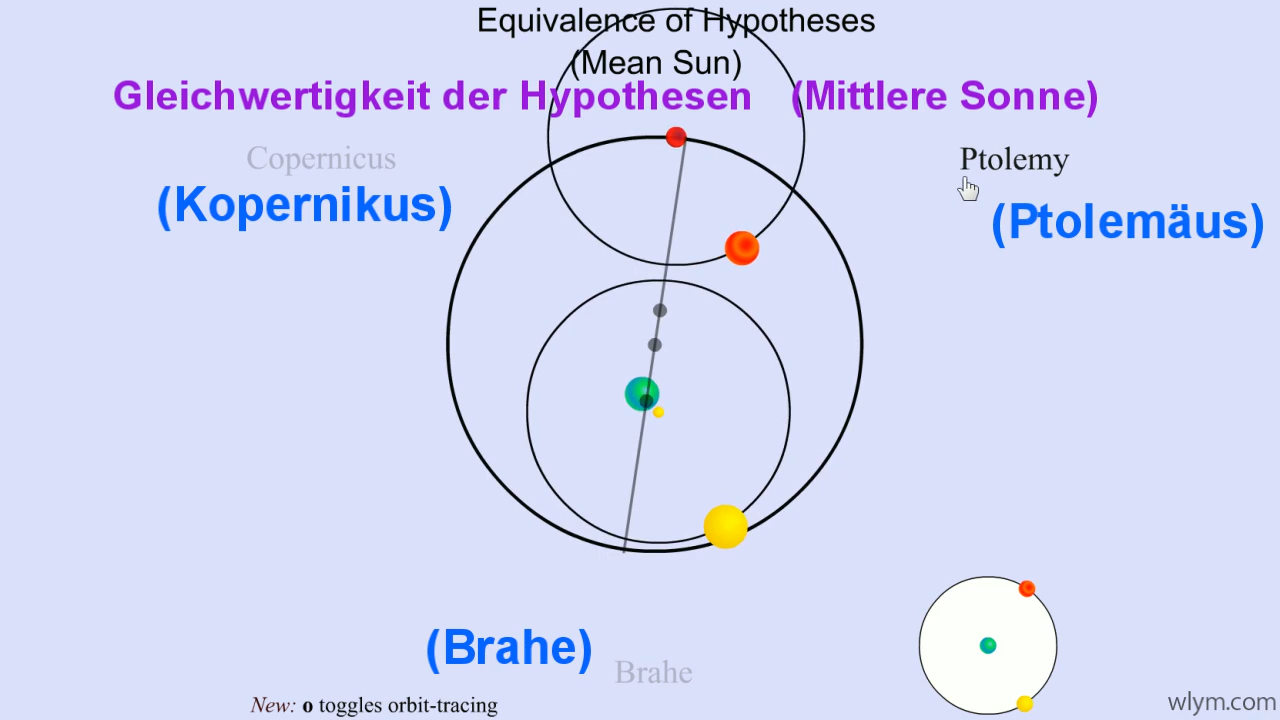 Equivalence of Hypotheses
(Mean Sun)
Gleichwertigkeit der Hypothesen (Mittlere Sonne)
Copernicus
Ptolemy
(Kopernikus)
(Ptolemäus)
(Brahe)
Brahe
New: o toggles orbit-tracing
wlym.com